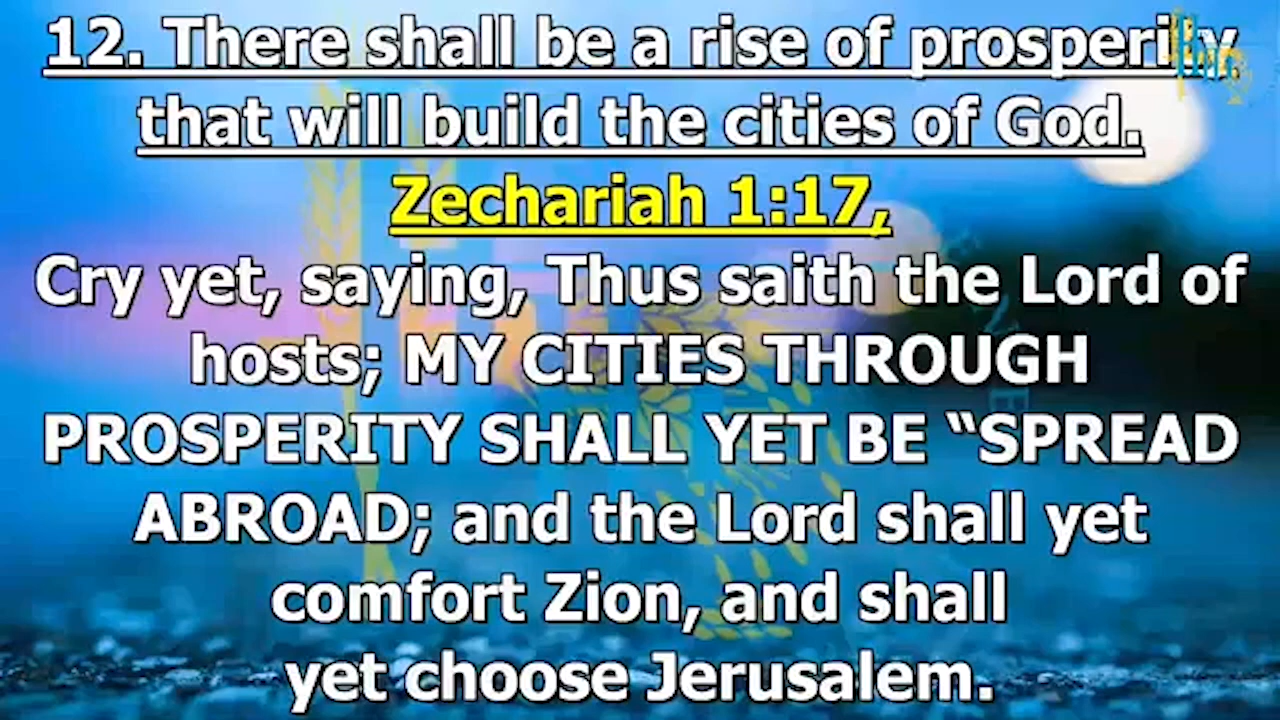 12. There shall be a rise of prosperity
that will build the cities of God.
Zechariah 1:17,
Cry yet, saying, Thus saith the Lord of
hosts; MY CITIES THROUGH
PROSPERITY SHALL YET BE “SPREAD
ABROAD; and the Lord shall yet
comfort Zion, and shall
yet choose Jerusalem.